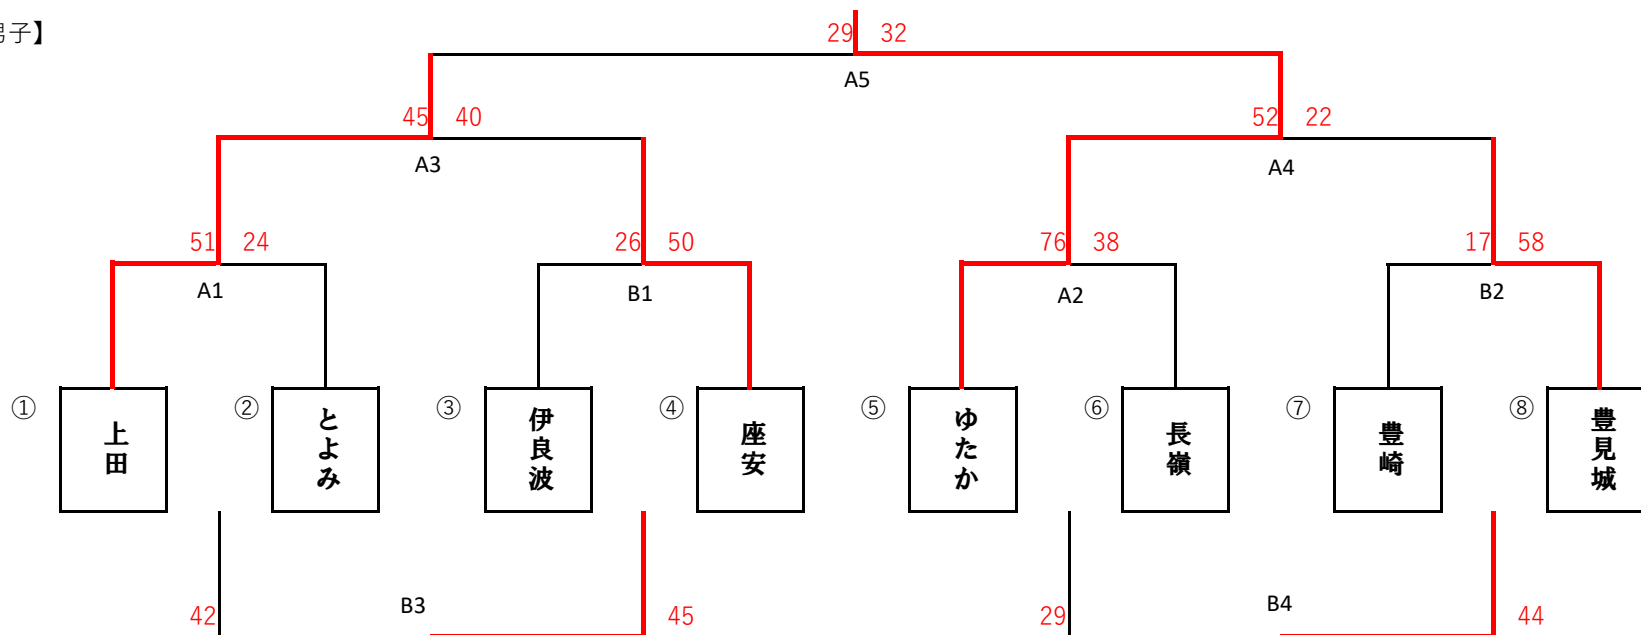 男子】
29 32
A5
45 40
52 22
A3
A4
51 24
26 50
76 38
17 58
A1
B1
A2
B2
① 上田
② とよみ
③ 伊良波
④ 座安
⑤ ゆたか
⑥ 長嶺
⑦ 豊崎
⑧ 豊見城
42 B3 45
29 B4 44